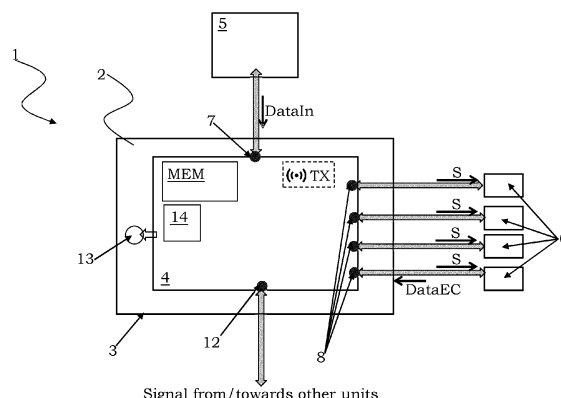 5
1
2
DataIn
7
MEM
TX
S
14
S
S
13
S
4
DataEC
3
12
8
Signal from/towards other units